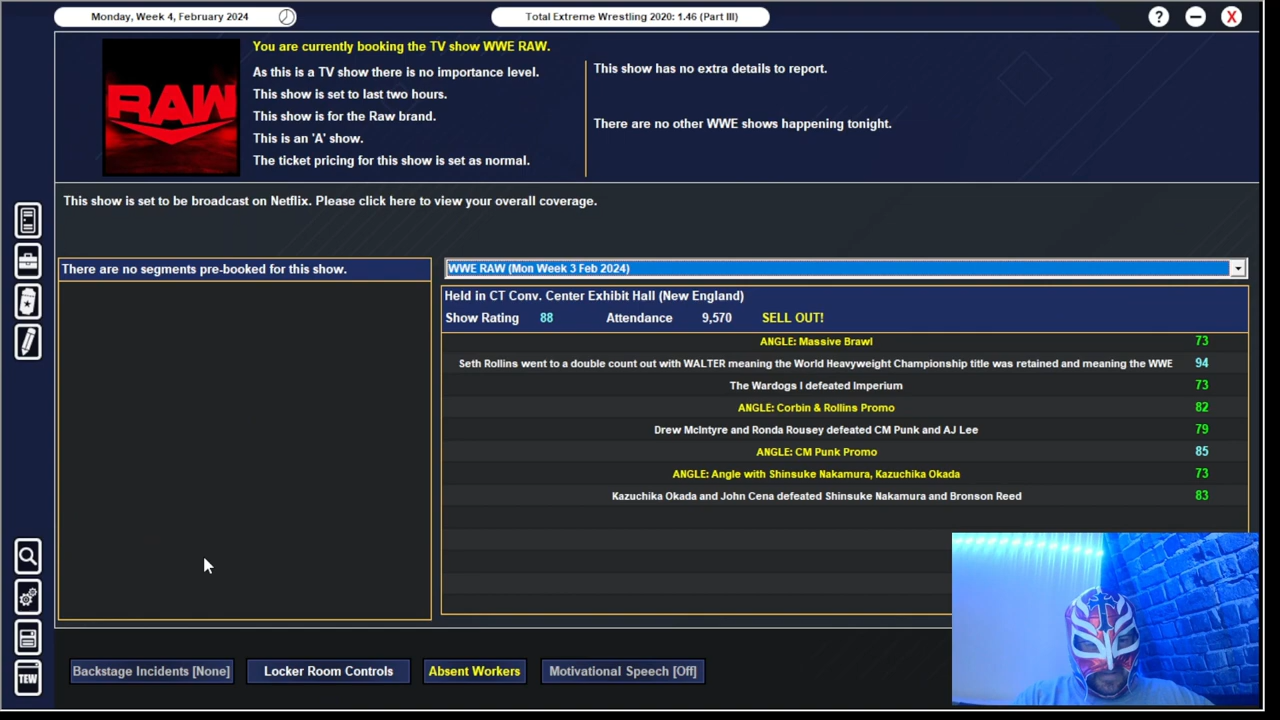 Monday, Week 4, February 2024
Total Extreme Wrestling 2020: 1.46 (Part III)
?
X
RAW
You are currently booking the TV show WWE RAW.
As this is a TV show there is no importance level.
This show is set to last two hours.
This show is for the Raw brand.
This is an 'A' show.
The ticket pricing for this show is set as normal.
This show has no extra details to report.
There are no other WWE shows happening tonight.
This show is set to be broadcast on Netflix. Please click here to view your overall coverage.
There are no segments pre-booked for this show.
WWE RAW (Mon Week 3 Feb 2024)
Held in CT Conv. Center Exhibit Hall (New England)
Show Rating 88 Attendance 9,570 SELL OUT!
ANGLE: Massive Brawl 73
Seth Rollins went to a double count out with WALTER meaning the World Heavyweight Championship title was retained and meaning the WWE 94
The Wardogs I defeated Imperium 73
ANGLE: Corbin & Rollins Promo 82
Drew McIntyre and Ronda Rousey defeated CM Punk and AJ Lee 79
ANGLE: CM Punk Promo 85
ANGLE: Angle with Shinsuke Nakamura, Kazuchika Okada 73
Kazuchika Okada and John Cena defeated Shinsuke Nakamura and Bronson Reed 83
TEW
Backstage Incidents [None]
Locker Room Controls
Absent Workers
Motivational Speech [Off]